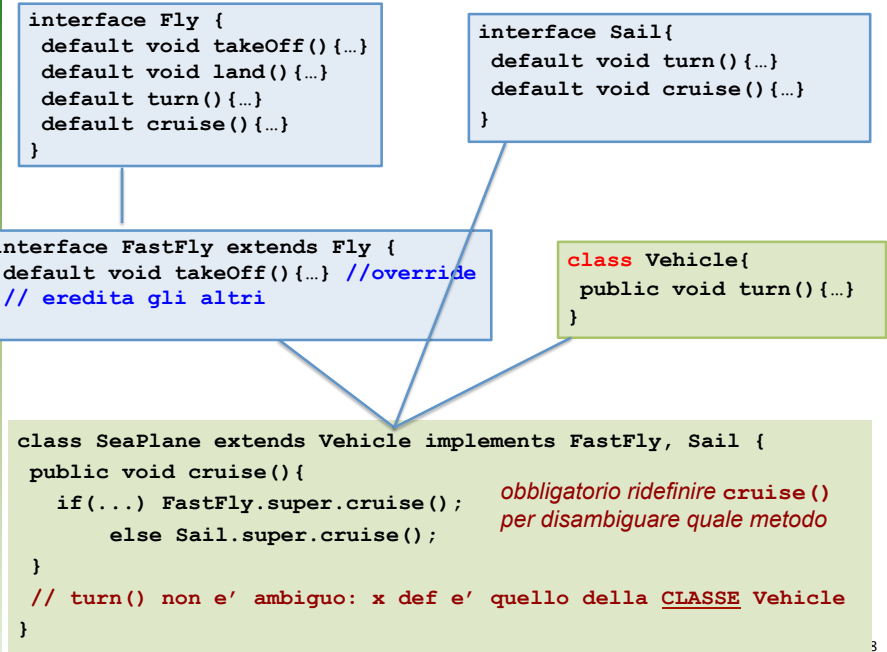 interface Fly {
default void takeOff(){…}
default void land(){…}
default turn(){…}
default cruise(){…}
}
interface Sail{
default void turn(){…}
default void cruise(){…}
}
interface FastFly extends Fly {
default void takeOff(){…} //override
// eredita gli altri
class Vehicle{
public void turn(){…}
}
class SeaPlane extends Vehicle implements FastFly, Sail {
public void cruise(){
if(...) FastFly.super.cruise();
else Sail.super.cruise();
}
obbligatorio ridefinire cruise()
per disambiguare quale metodo
// turn() non e’ ambiguo: x def e’ quello della CLASSE Vehicle
}
8